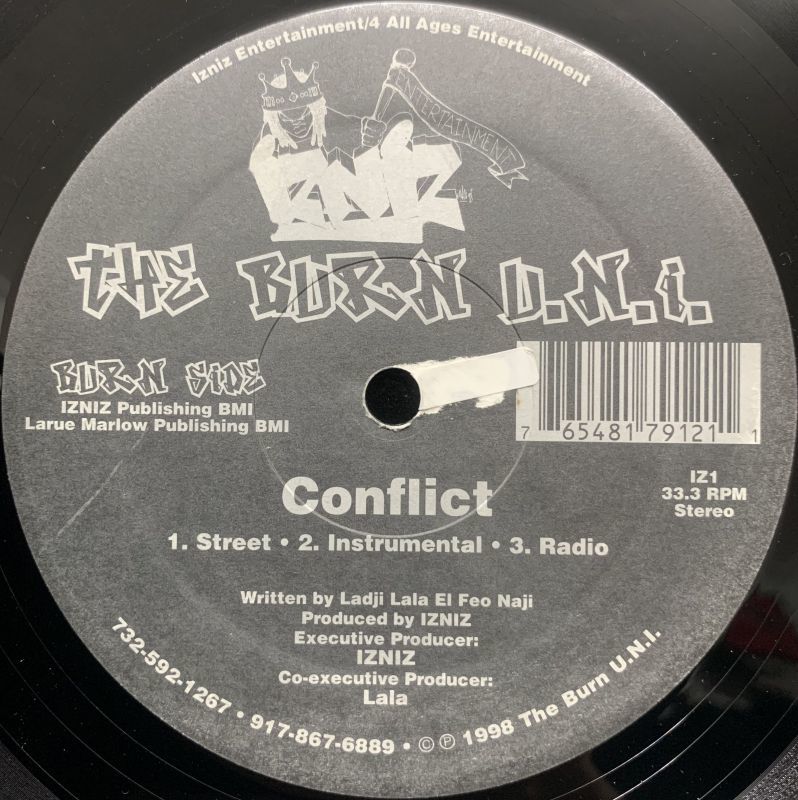 Izniz Entertainment/4 All Ages Entertainment
ENTERTAINMENT
IZNIZ
THE BURN U.N.I.
BURN SIDE
IZNIZ Publishing BMI
Larue Marlow Publishing BMI
7 65481 79121 1
IZ1
33.3 RPM
Stereo
Conflict
1. Street • 2. Instrumental • 3. Radio
Written by Ladji Lala El Feo Naji
Produced by IZNIZ
Executive Producer:
IZNIZ
Co-executive Producer:
Lala
732-592-1267 • 917-867-6889 • © ℗ 1998 The Burn U.N.I.